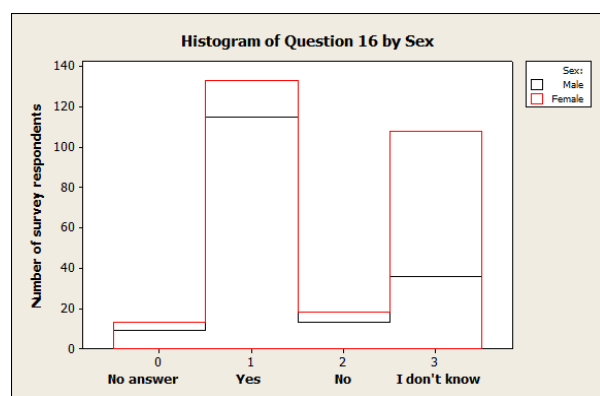 Histogram of Question 16 by Sex
Sex:
Male
Female
Number of survey respondents
140
120
100
80
60
40
20
0
0 1 2 3
No answer Yes No I don't know